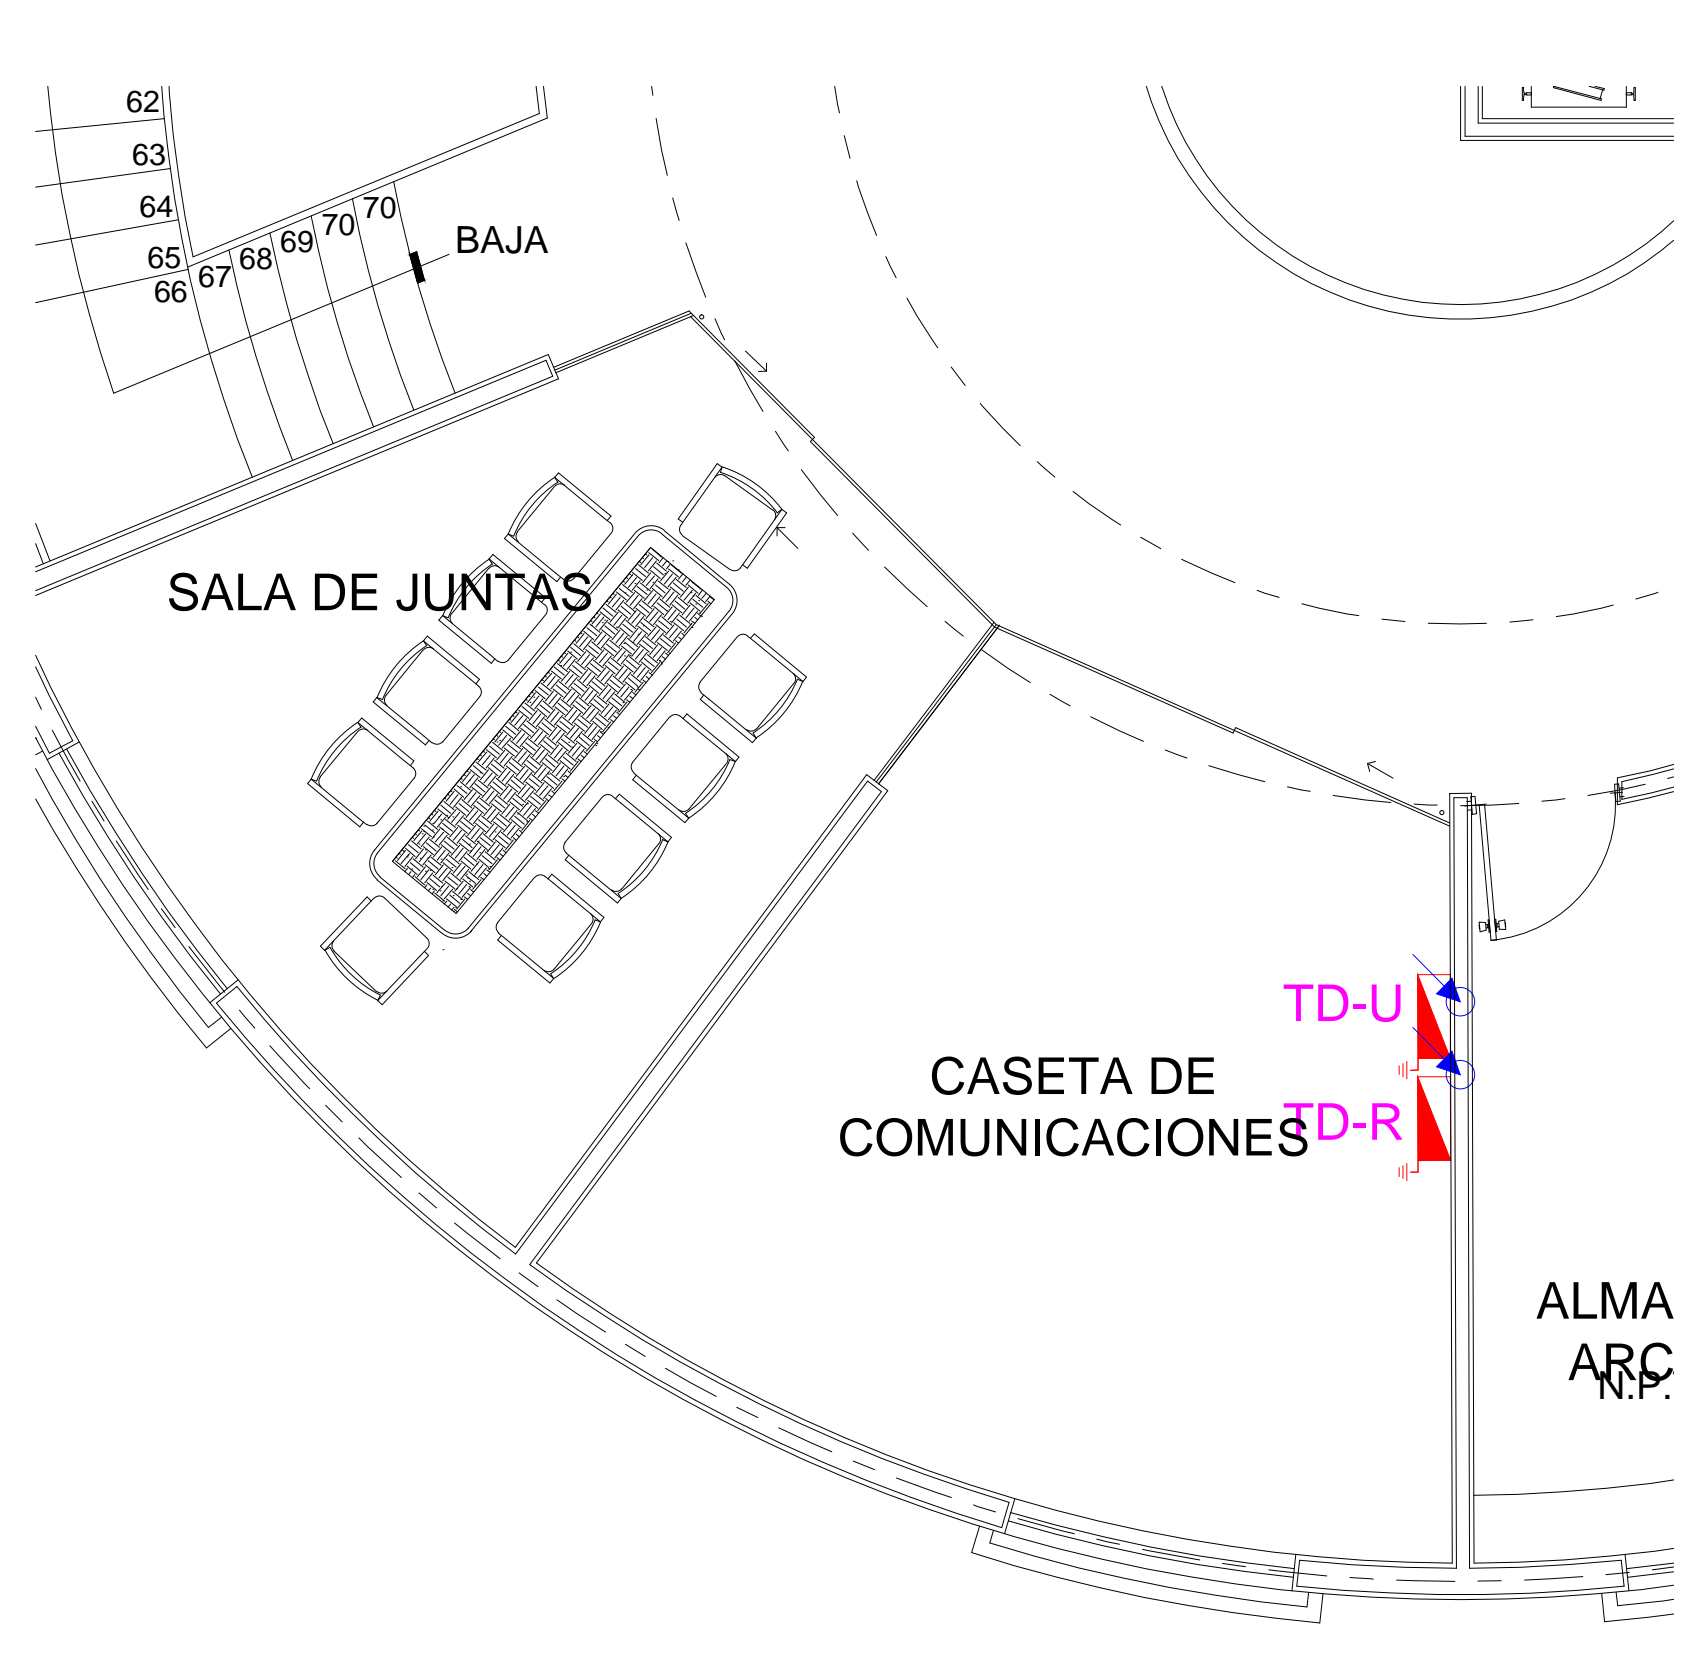 62
63
64
65
66
67
68
69
70
70
BAJA
SALA DE JUNTAS
TD-U
CASETA DE
COMUNICACIONES
TD-R
ALMA
ARC
N.P.